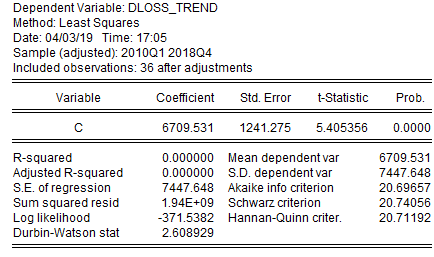 Dependent Variable: DLOSS_TREND
Method: Least Squares
Date: 04/03/19 Time: 17:05
Sample (adjusted): 2010Q1 2018Q4
Included observations: 36 after adjustments
Variable Coefficient Std. Error t-Statistic Prob.
C 6709.531 1241.275 5.405356 0.0000
R-squared 0.000000 Mean dependent var 6709.531
Adjusted R-squared 0.000000 S.D. dependent var 7447.648
S.E. of regression 7447.648 Akaike info criterion 20.69657
Sum squared resid 1.94E+09 Schwarz criterion 20.74056
Log likelihood -371.5382 Hannan-Quinn criter. 20.71192
Durbin-Watson stat 2.608929